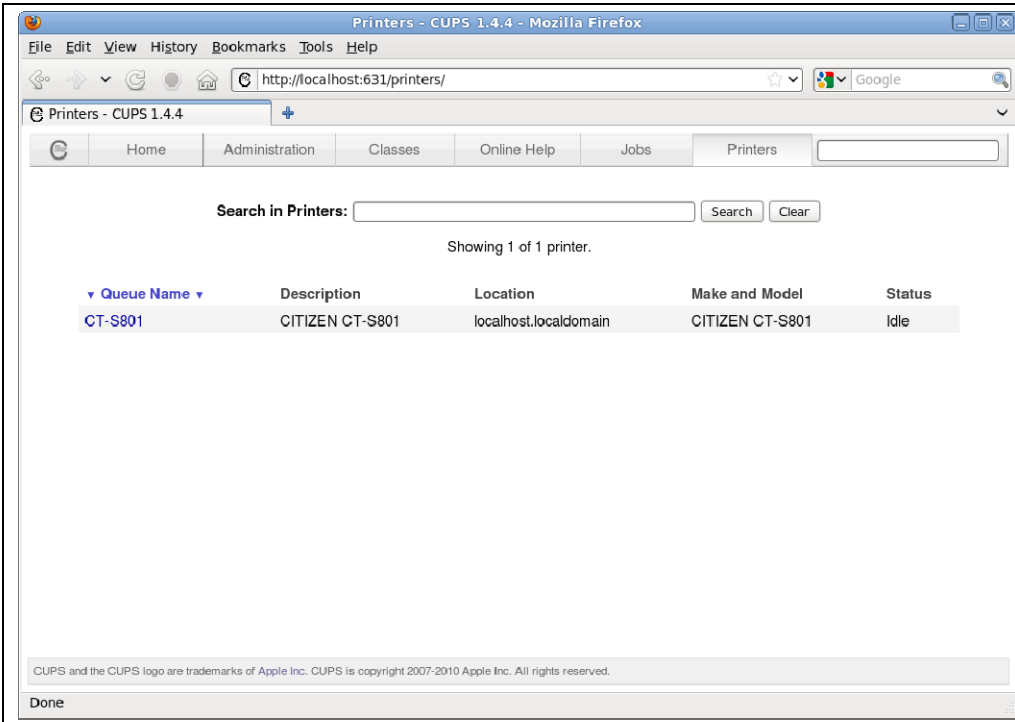 Printers - CUPS 1.4.4 - Mozilla Firefox
File Edit View History Bookmarks Tools Help
http://localhost:631/printers/ Google
Printers - CUPS 1.4.4
Home Administration Classes Online Help Jobs Printers
Search in Printers: Search Clear
Showing 1 of 1 printer.
▼ Queue Name ▼ Description Location Make and Model Status
CT-S801 CITIZEN CT-S801 localhost.localdomain CITIZEN CT-S801 Idle
CUPS and the CUPS logo are trademarks of Apple Inc. CUPS is copyright 2007-2010 Apple Inc. All rights reserved.
Done